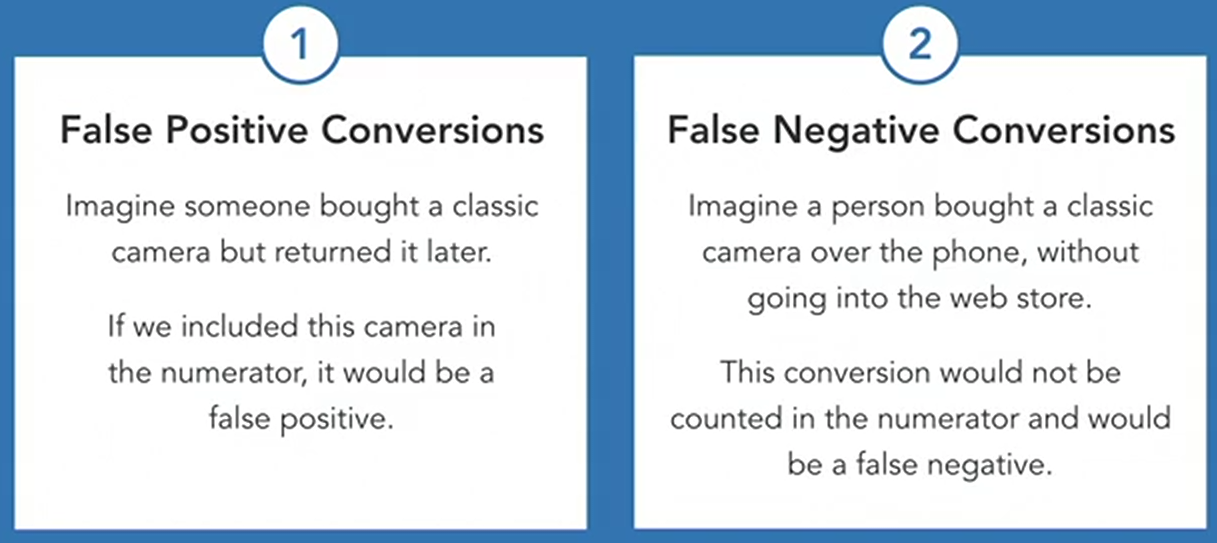 1
False Positive Conversions
Imagine someone bought a classic
camera but returned it later.
If we included this camera in
the numerator, it would be a
false positive.
2
False Negative Conversions
Imagine a person bought a classic
camera over the phone, without
going into the web store.
This conversion would not be
counted in the numerator and would
be a false negative.